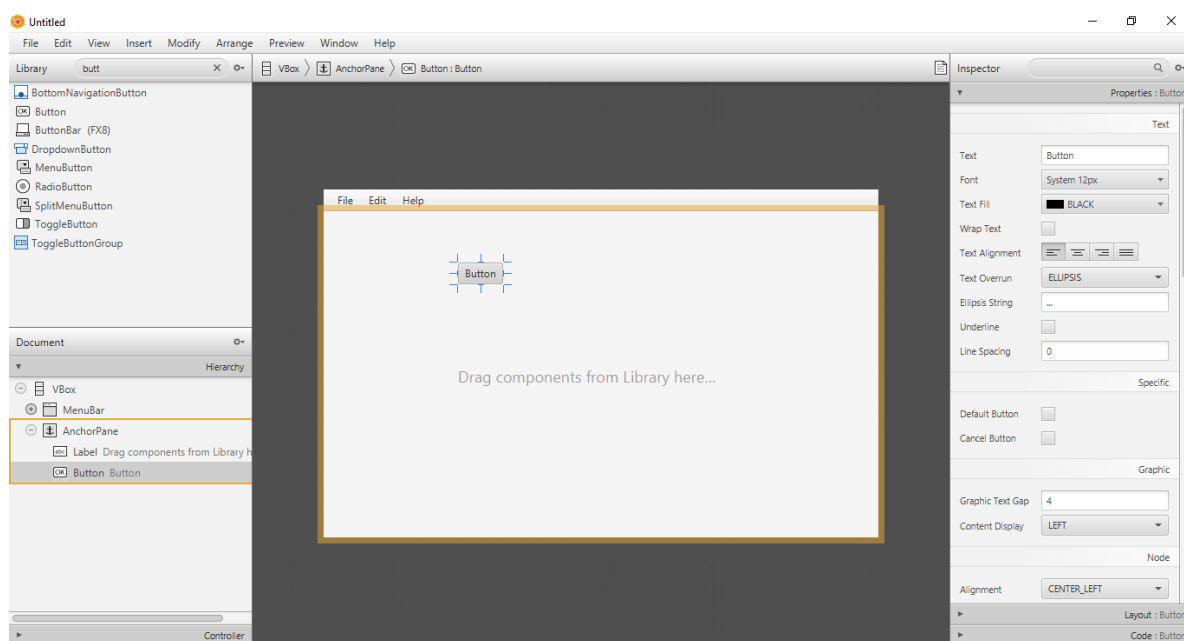 Untitled
File Edit View Insert Modify Arrange Preview Window Help
Library butt
VBox AnchorPane OK Button : Button
Inspector
BottomNavigationButton
OK Button
ButtonBar (FX8)
DropdownButton
MenuButton
RadioButton
SplitMenuButton
ToggleButton
ToggleButtonGroup
Document
Hierarchy
VBox
MenuBar
AnchorPane
abc Label Drag components from Library h
OK Button Button
Controller
File Edit Help
Button
Drag components from Library here...
Properties : Button
Text
Text Button
Font System 12px
Text Fill BLACK
Wrap Text
Text Alignment
Text Overrun ELLIPSIS
Ellipsis String ...
Underline
Line Spacing 0
Specific
Default Button
Cancel Button
Graphic
Graphic Text Gap 4
Content Display LEFT
Node
Alignment CENTER_LEFT
Layout : Button
Code : Button